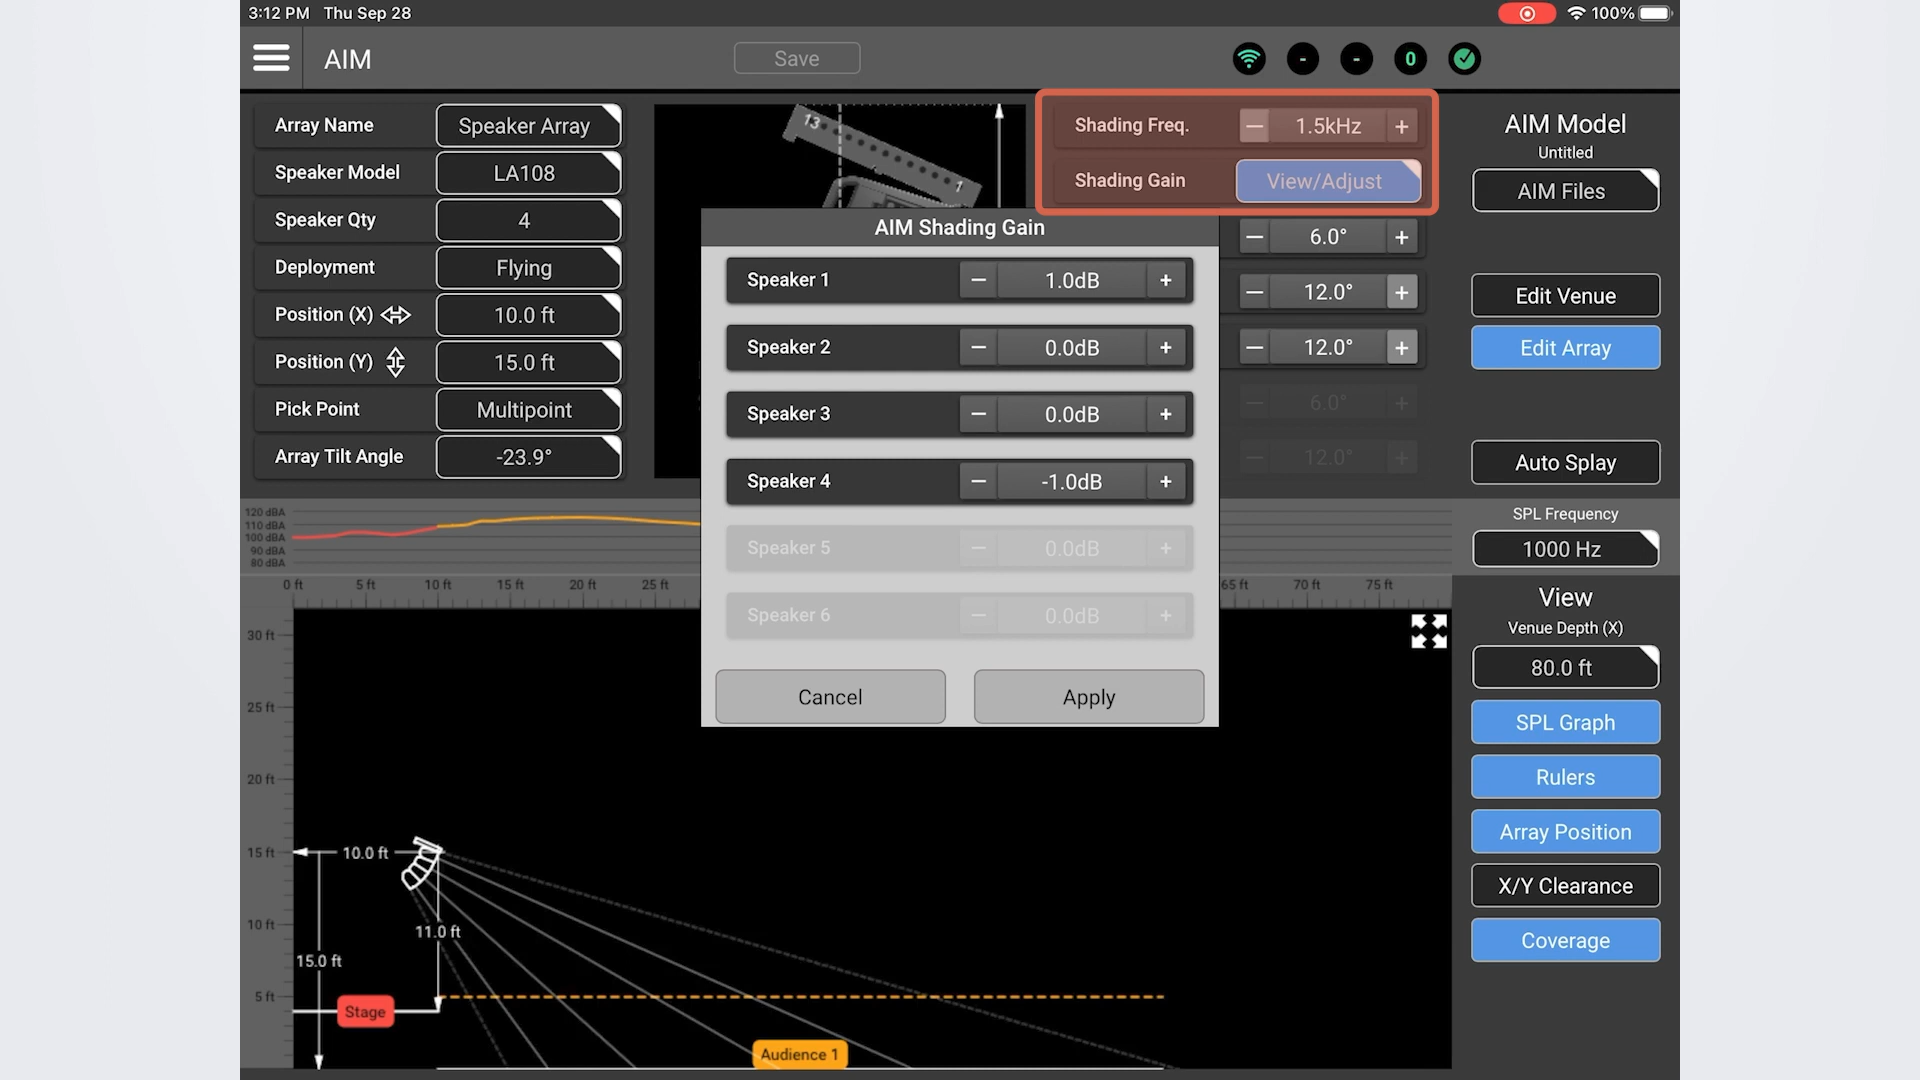 3:12 PM Thu Sep 28
100%
AIM
Save
-
-
0
Array Name
Speaker Array
Speaker Model
LA108
Speaker Qty
4
Deployment
Flying
Position (X)
10.0 ft
Position (Y)
15.0 ft
Pick Point
Multipoint
Array Tilt Angle
-23.9°
13
1
Shading Freq.
— 1.5kHz +
Shading Gain
View/Adjust
— 6.0° +
— 12.0° +
— 12.0° +
— 6.0° +
— 12.0° +
AIM Model
Untitled
AIM Files
Edit Venue
Edit Array
Auto Splay
SPL Frequency
1000 Hz
View
Venue Depth (X)
80.0 ft
SPL Graph
Rulers
Array Position
X/Y Clearance
Coverage
AIM Shading Gain
Speaker 1 — 1.0dB +
Speaker 2 — 0.0dB +
Speaker 3 — 0.0dB +
Speaker 4 — -1.0dB +
Speaker 5 — 0.0dB +
Speaker 6 — 0.0dB +
Cancel
Apply
120 dBA
110 dBA
100 dBA
90 dBA
80 dBA
0 ft 5 ft 10 ft 15 ft 20 ft 25 ft 65 ft 70 ft 75 ft
30 ft
25 ft
20 ft
15 ft
10 ft
5 ft
10.0 ft
11.0 ft
15.0 ft
Stage
Audience 1